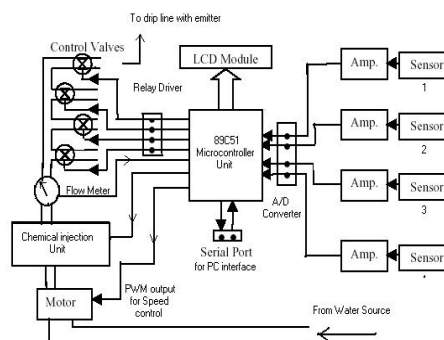 To drip line with emitter
Control Valves
LCD Module
Relay Driver
Amp.
Sensor
1
Amp.
Sensor
2
Amp.
Sensor
3
Amp.
Sensor
89C51
Microcontroller
Unit
A/D
Converter
Flow Meter
Chemical injection
Unit
Serial Port
for PC interface
Motor
PWM output
for Speed
control
From Water Source